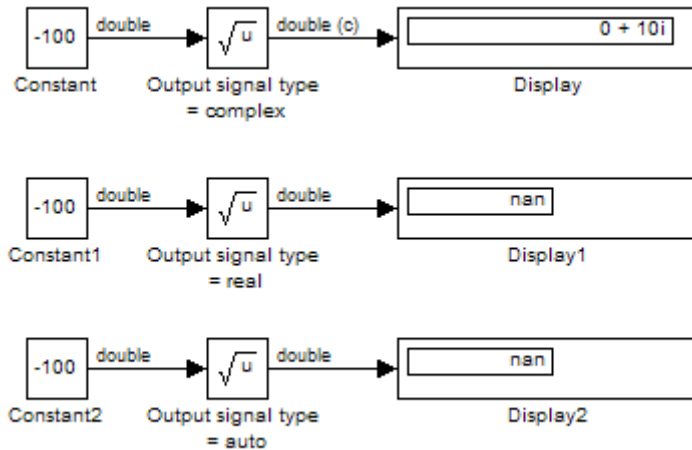 double
double (c)
-100
√u
0 + 10i
Constant
Output signal type
= complex
Display
double
double
-100
√u
nan
Constant1
Output signal type
= real
Display1
double
double
-100
√u
nan
Constant2
Output signal type
= auto
Display2